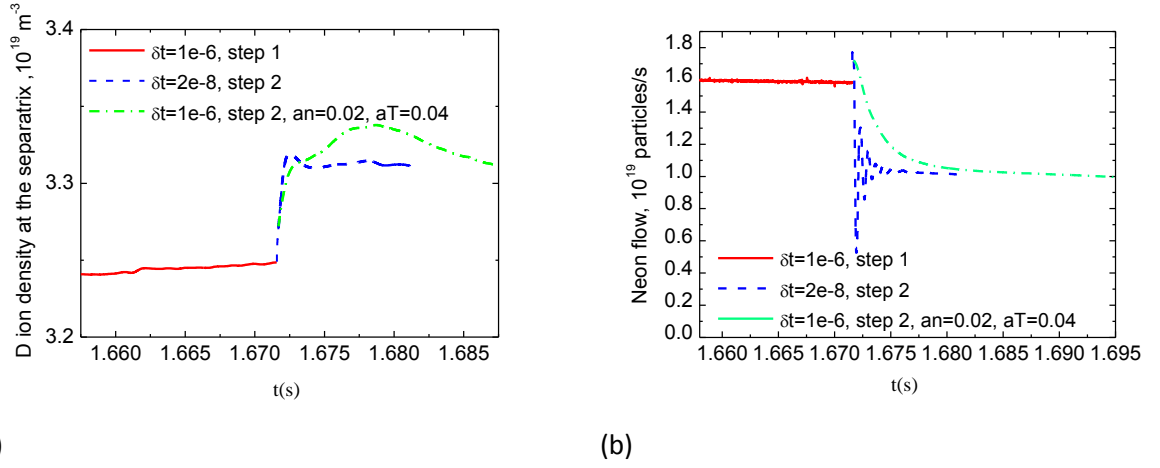 D ion density at the separatrix ,10^19 m^-3
3.4
3.3
3.2
δt=1e-6, step 1
δt=2e-8, step 2
δt=1e-6, step 2, an=0.02, aT=0.04
1.660 1.665 1.670 1.675 1.680 1.685
t(s)
)
Neon flow, 10^19 particles/s
1.8
1.6
1.4
1.2
1.0
0.8
0.6
0.4
0.2
0.0
δt=1e-6, step 1
δt=2e-8, step 2
δt=1e-6, step 2, an=0.02, aT=0.04
1.660 1.665 1.670 1.675 1.680 1.685 1.690 1.695
t(s)
(b)